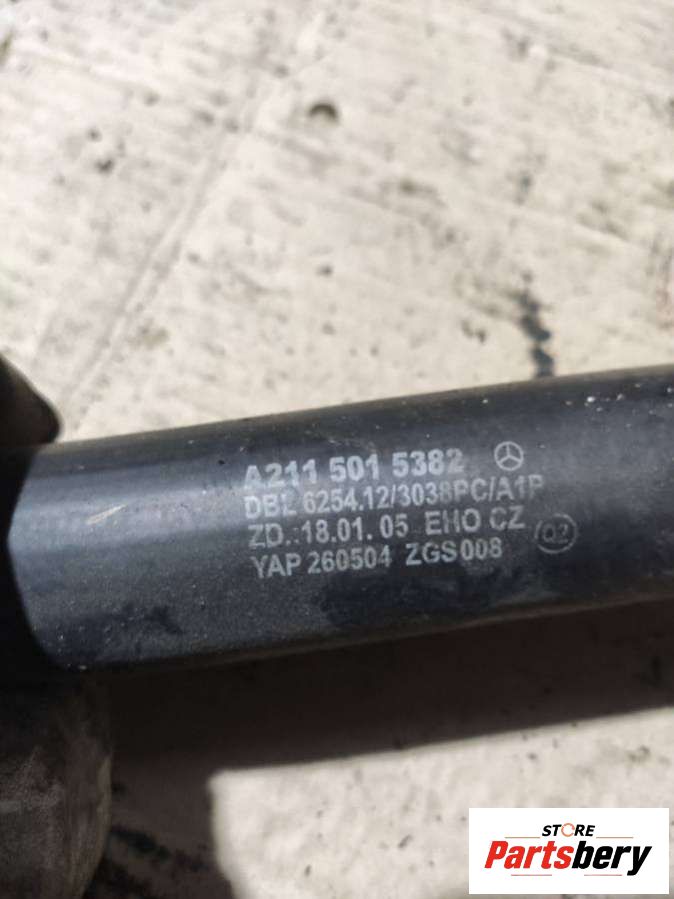 A211 501 5382
DBL 6254.12/3038PC/A1P
ZD.:18.01.05 EHO CZ
YAP 260504 ZGS008
Q2
STORE
Partsbery